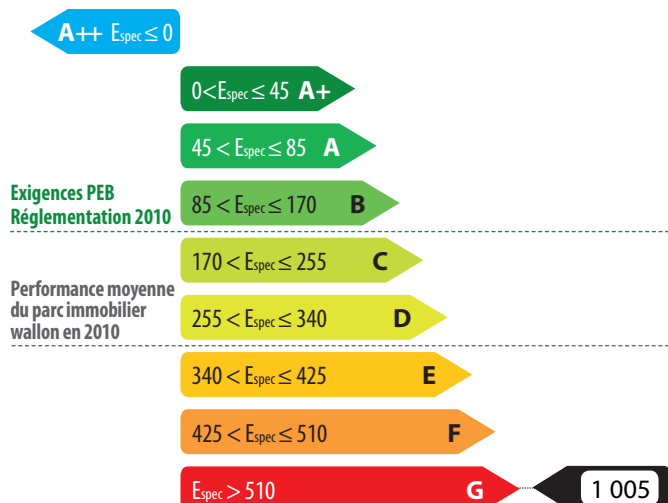 A++ Espec ≤ 0
0<Espec ≤ 45 A+
45 < Espec ≤ 85 A
Exigences PEB
Réglementation 2010
85 < Espec ≤ 170 B
170 < Espec ≤ 255 C
Performance moyenne
du parc immobilier
wallon en 2010
255 < Espec ≤ 340 D
340 < Espec ≤ 425 E
425 < Espec ≤ 510 F
Espec > 510 G
1 005